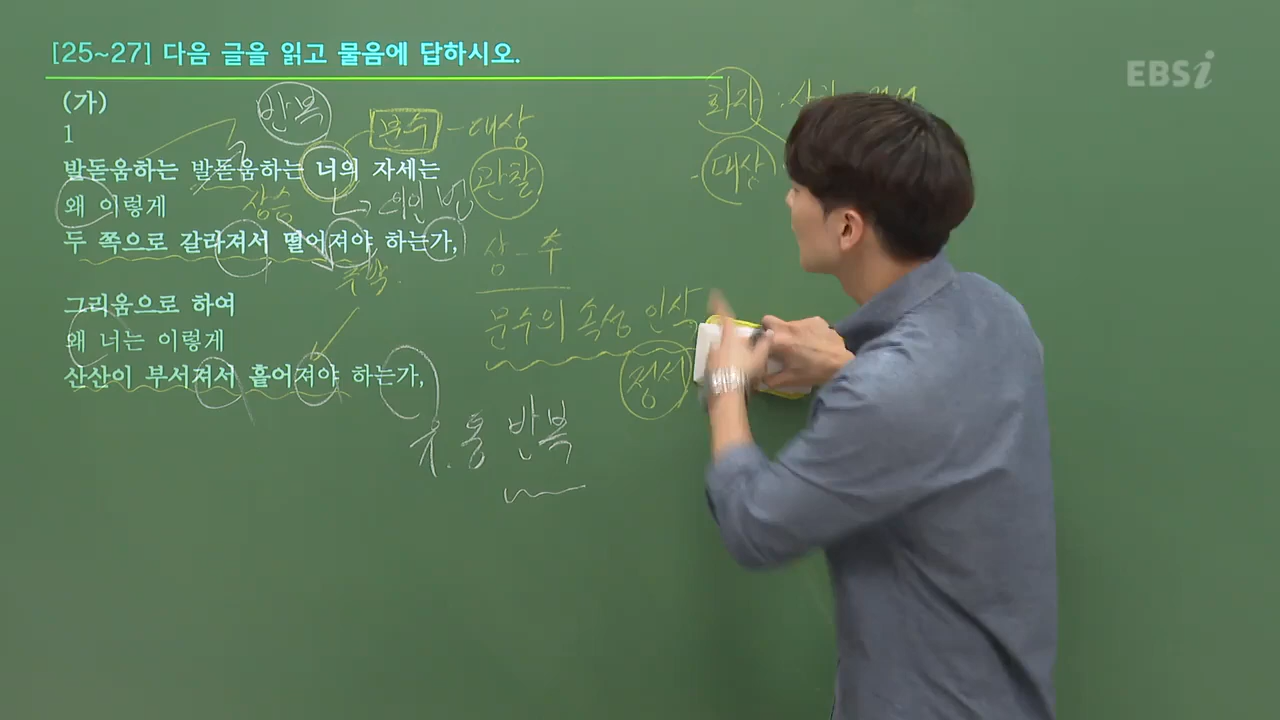 [25~27] 다음 글을 읽고 물음에 답하시오.
EBSi
(가)
반복
화자 :
1
분수 - 대상
발돋움하는 발돋움하는 너의 자세는
관찰
대상
왜 이렇게
상승
의인법
두 쪽으로 갈라져서 떨어져야 하는가,
상-추
추락.
그리움으로 하여
분수의 속성 인식
왜 너는 이렇게
산산이 부서져서 흩어져야 하는가,
정서
유.동 반복